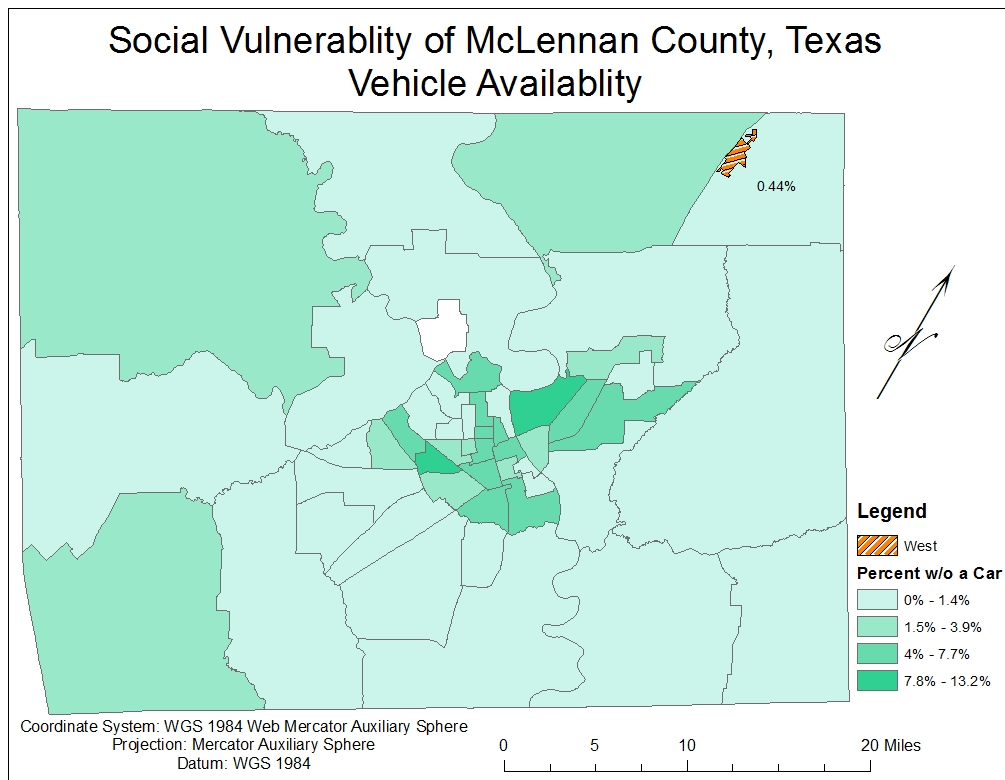 Social Vulnerablity of McLennan County, Texas
Vehicle Availablity
0.44%
Legend
West
Percent w/o a Car
0% - 1.4%
1.5% - 3.9%
4% - 7.7%
7.8% - 13.2%
Coordinate System: WGS 1984 Web Mercator Auxiliary Sphere
Projection: Mercator Auxiliary Sphere
Datum: WGS 1984
0 5 10 20 Miles